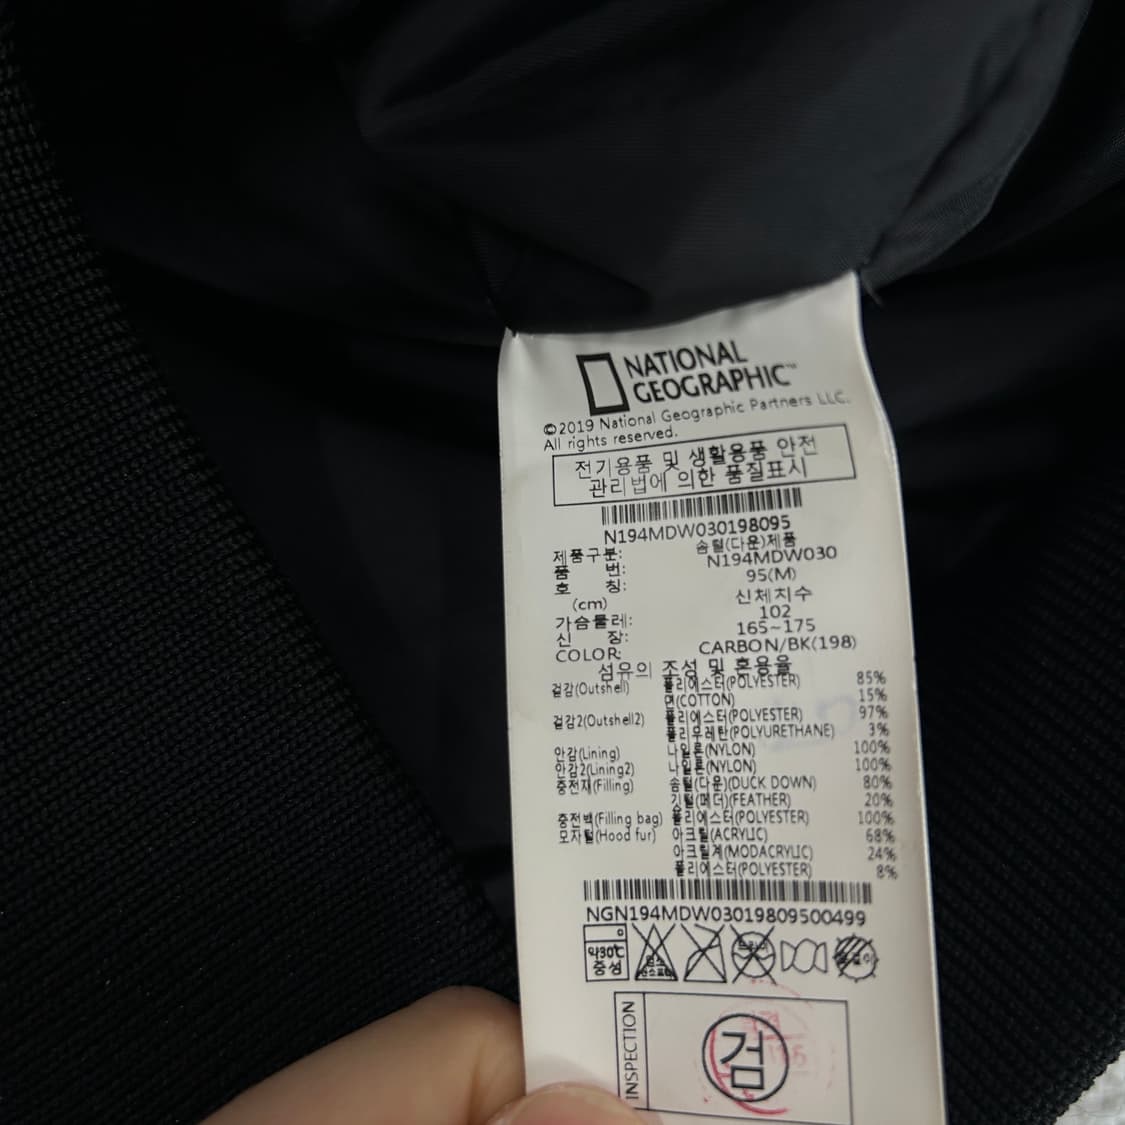 NATIONAL
GEOGRAPHIC™
©2019 National Geographic Partners LLC.
All rights reserved.
전기용품 및 생활용품 안전
관리법에 의한 품질표시
N194MDW030198095
제품구분: 솜털(다운)제품
품 번: N194MDW030
호 칭: 95(M)
(cm) 신체치수
가슴둘레: 102
신 장: 165~175
COLOR: CARBON/BK(198)
섬유의 조성 및 혼용율
겉감(Outshell) 폴리에스터(POLYESTER) 85%
면(COTTON) 15%
겉감2(Outshell2) 폴리에스터(POLYESTER) 97%
폴리우레탄(POLYURETHANE) 3%
안감(Lining) 나일론(NYLON) 100%
안감2(Lining2) 나일론(NYLON) 100%
충전재(Filling) 솜털(다운)(DUCK DOWN) 80%
깃털(페더)(FEATHER) 20%
충전백(Filling bag) 폴리에스터(POLYESTER) 100%
모자털(Hood fur) 아크릴(ACRYLIC) 68%
아크릴계(MODACRYLIC) 24%
폴리에스터(POLYESTER) 8%
NGN194MDW03019809500499
약30℃
중성
INSPECTION
검